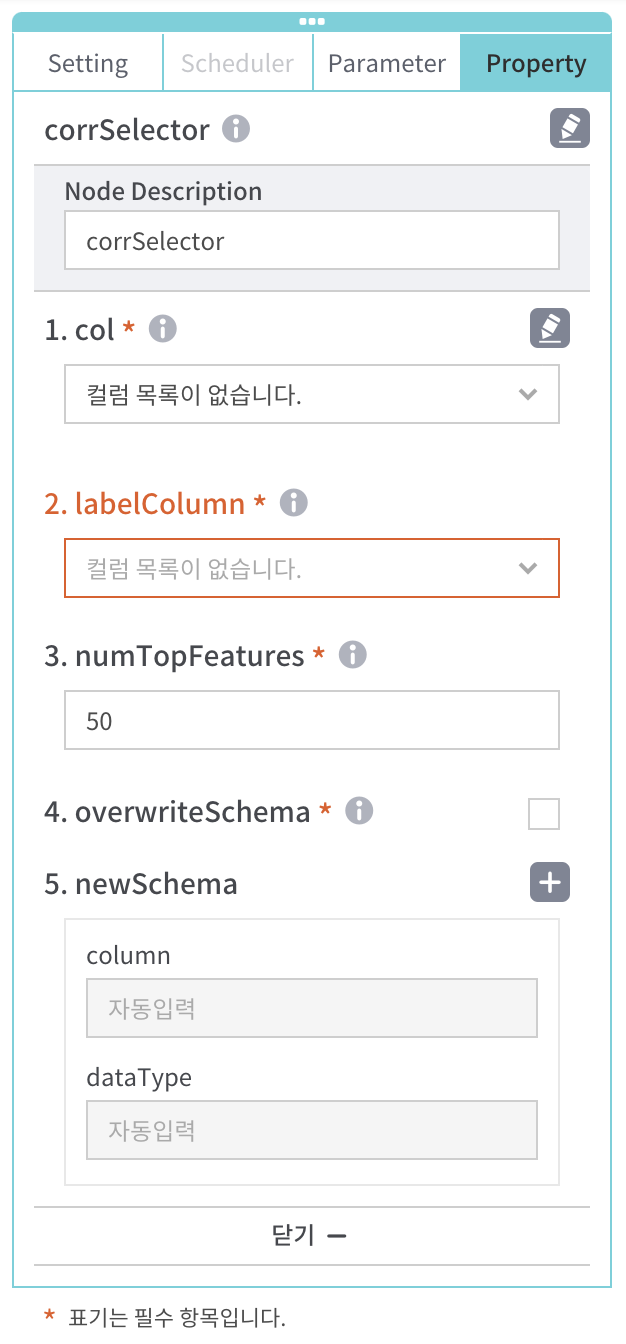 Setting Scheduler Parameter Property
corrSelector
Node Description
corrSelector
1. col *
컬럼 목록이 없습니다.
2. labelColumn *
컬럼 목록이 없습니다.
3. numTopFeatures *
50
4. overwriteSchema *
5. newSchema
column
자동입력
dataType
자동입력
닫기
* 표기는 필수 항목입니다.